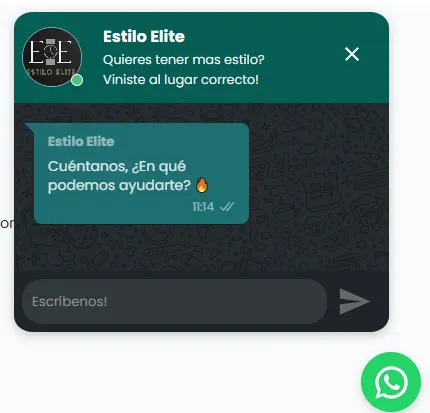 Estilo Elite
Quieres tener mas estilo?
Viniste al lugar correcto!
E E
ESTILO ELITE
Estilo Elite
Cuéntanos, ¿En qué
podemos ayudarte? 🔥
11:14
or
Escríbenos!